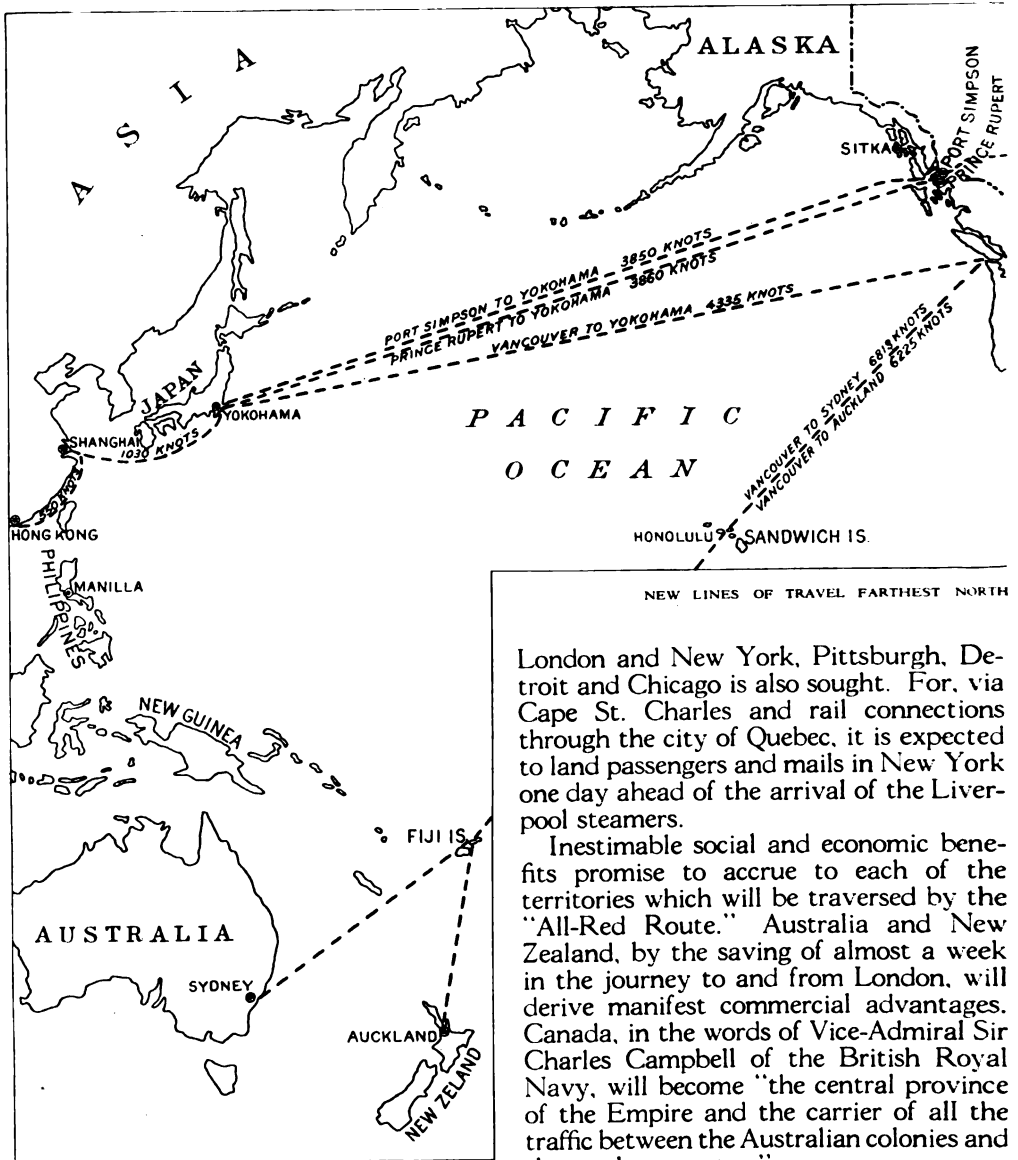 ASIA
ALASKA
PORT SIMPSON
PRINCE RUPERT
SITKA
PORT SIMPSON TO YOKOHAMA 3850 KNOTS
PRINCE RUPERT TO YOKOHAMA 3860 KNOTS
VANCOUVER TO YOKOHAMA 4335 KNOTS
JAPAN
YOKOHAMA
SHANGHAI
1030 KNOTS
HONG KONG
PACIFIC
OCEAN
VANCOUVER TO SYDNEY 6819 KNOTS
VANCOUVER TO AUCKLAND 6225 KNOTS
HONOLULU
SANDWICH IS.
PHILIPPINES
MANILLA
NEW GUINEA
FIJI IS
AUSTRALIA
SYDNEY
AUCKLAND
NEW ZELAND
NEW LINES OF TRAVEL FARTHEST NORTH
London and New York, Pittsburgh, De-
troit and Chicago is also sought. For, via
Cape St. Charles and rail connections
through the city of Quebec, it is expected
to land passengers and mails in New York
one day ahead of the arrival of the Liver-
pool steamers.
Inestimable social and economic bene-
fits promise to accrue to each of the
territories which will be traversed by the
"All-Red Route." Australia and New
Zealand, by the saving of almost a week
in the journey to and from London, will
derive manifest commercial advantages.
Canada, in the words of Vice-Admiral Sir
Charles Campbell of the British Royal
Navy, will become "the central province
of the Empire and the carrier of all the
traffic between the Australian colonies and